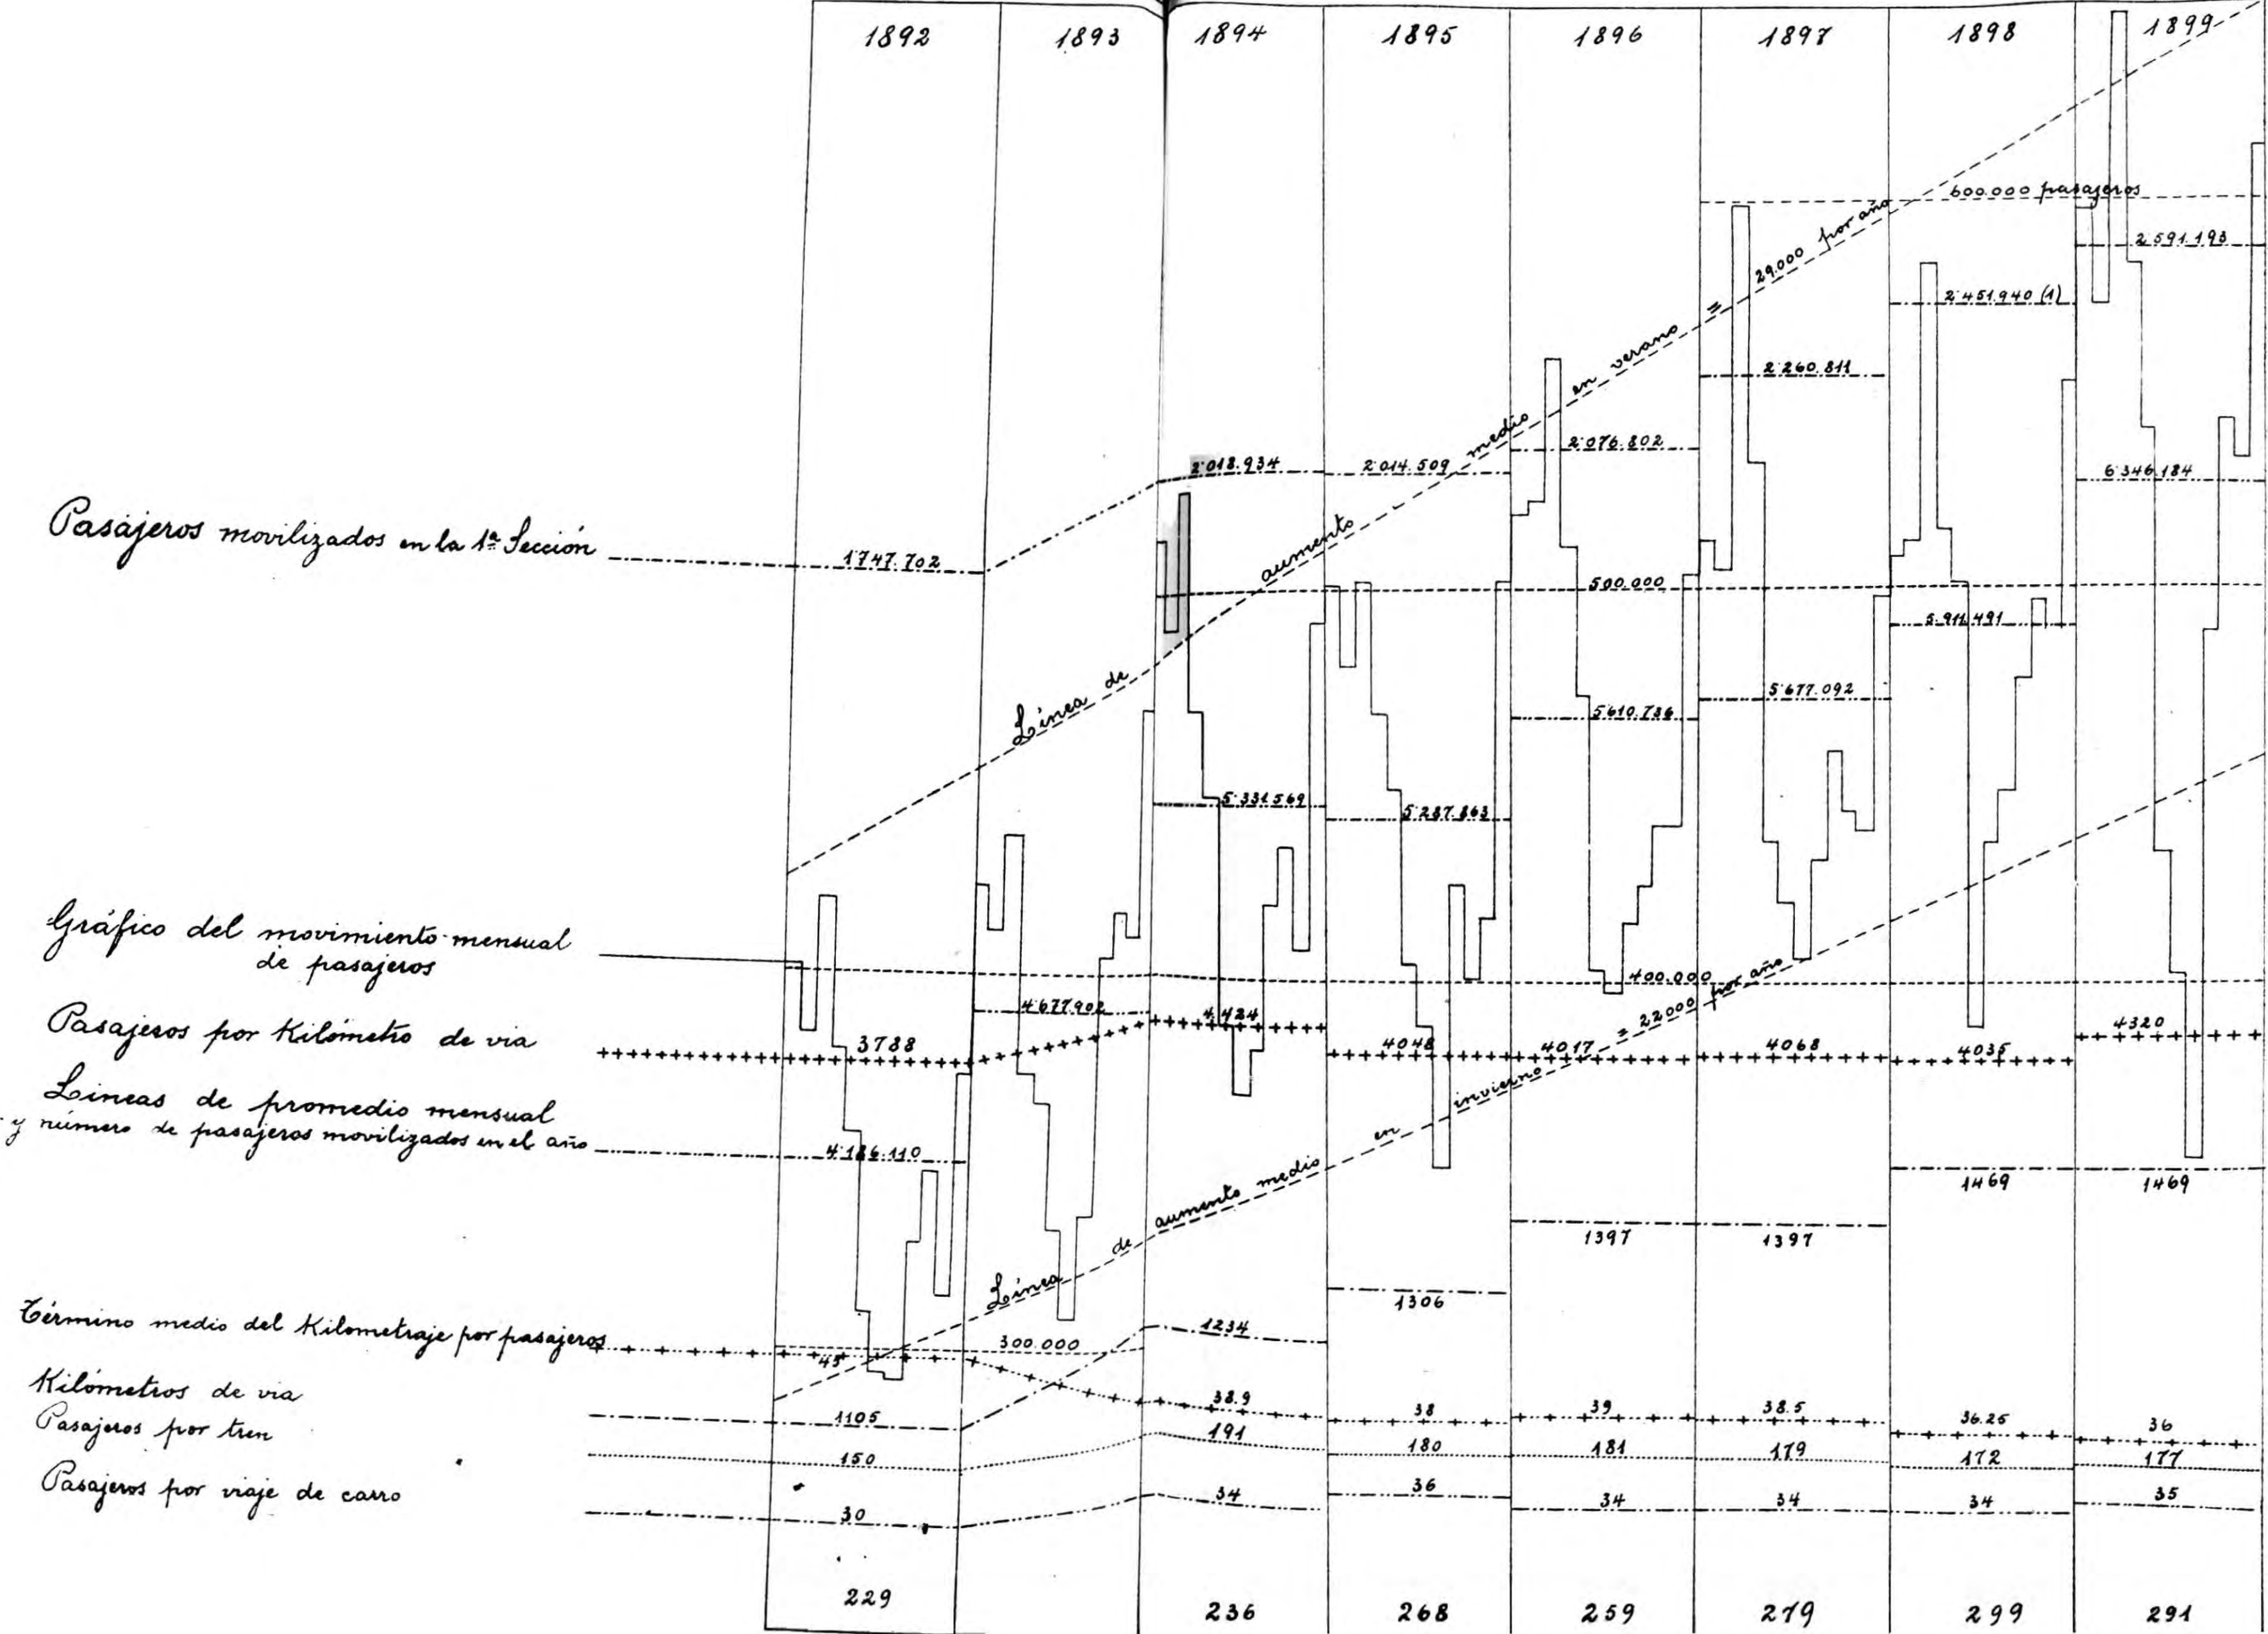 1892 1893 1894 1895 1896 1897 1898 1899
600.000 pasajeros
2'591.193
2'451.940 (1)
2'260.811
2'076.802
2'018.934 2'014.509
6'346.184
Pasajeros movilizados en la 1ª Sección
1'747.702
500.000
5'911.491
5'677.092
5'610.736
Línea de aumento medio en verano = 29.000 por año
5'331.569
5'287.863
Gráfico del movimiento mensual
de pasajeros
400.000
4'677.902
Pasajeros por Kilómetro de via
3788 4.424 4048 4017 4068 4035 4320
Lineas de promedio mensual
y número de pasajeros movilizados en el año
4'186.110
Línea de aumento medio en invierno = 22000 por año
1469 1469
1397 1397
1306
1234
Término medio del Kilometraje por pasajeros
300.000
45 38.9 38 39 38.5 36.25 36
Kilómetros de via
1105
Pasajeros por tren
150 191 180 181 179 172 177
Pasajeros por viaje de carro
30 34 36 34 34 34 35
229 236 268 259 279 299 291